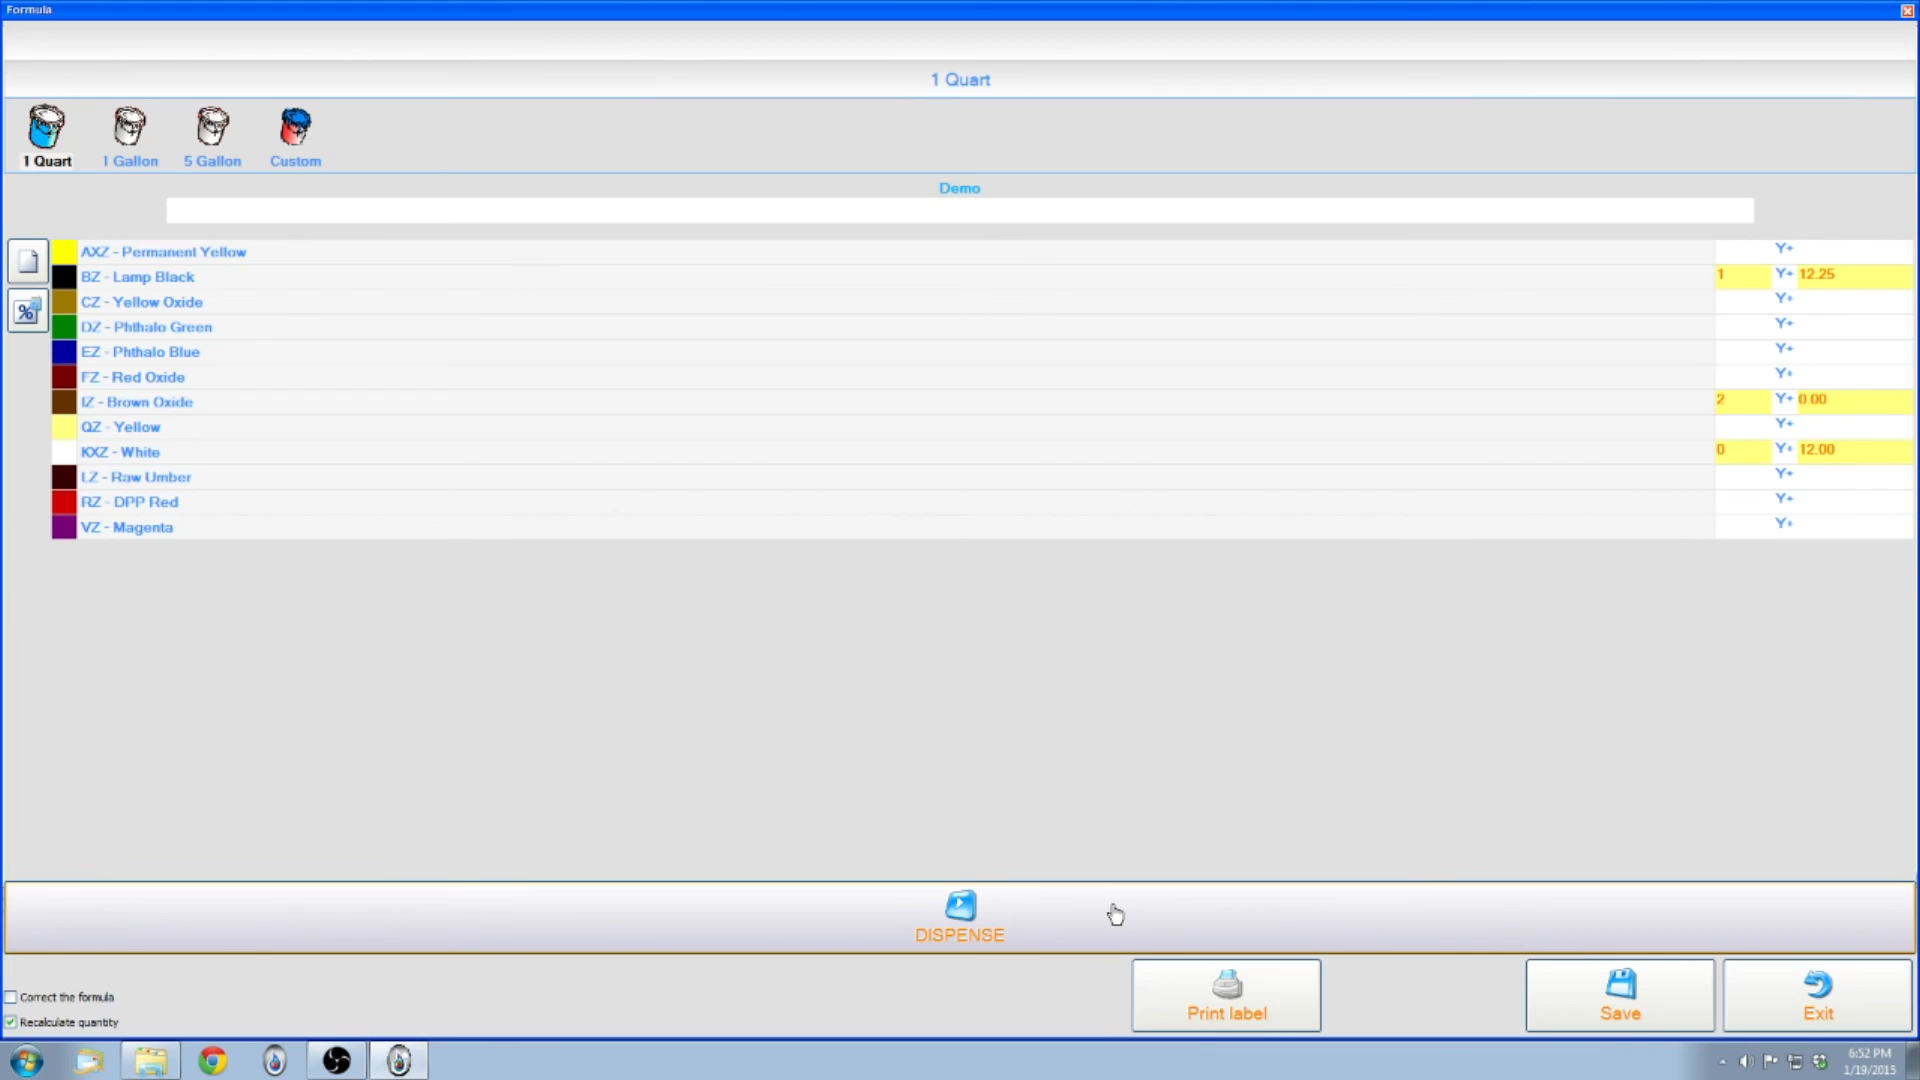 Formula
1 Quart
1 Quart 1 Gallon 5 Gallon Custom
Demo
AXZ - Permanent Yellow Y+
BZ - Lamp Black 1 Y+ 12.25
CZ - Yellow Oxide Y+
DZ - Phthalo Green Y+
EZ - Phthalo Blue Y+
FZ - Red Oxide Y+
IZ - Brown Oxide 2 Y+ 0.00
QZ - Yellow Y+
KXZ - White 0 Y+ 12.00
LZ - Raw Umber Y+
RZ - DPP Red Y+
VZ - Magenta Y+
%
DISPENSE
Correct the formula
Recalculate quantity
Print label
Save
Exit
6:52 PM
1/19/2015